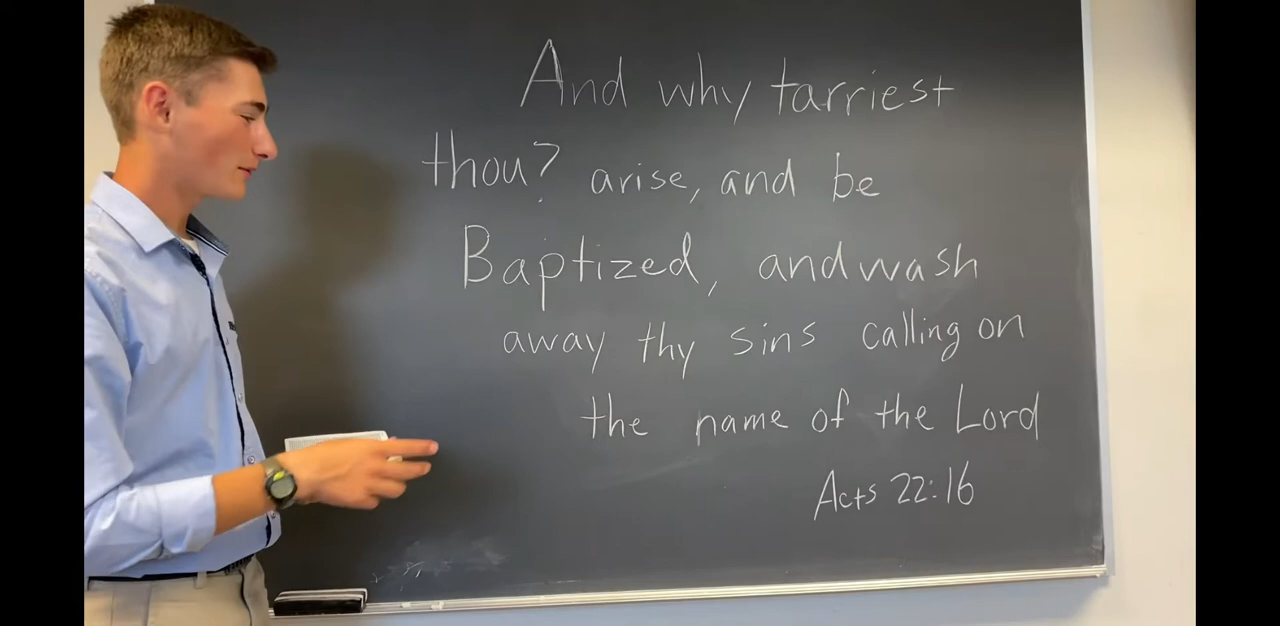 And why tarriest
thou? arise, and be
Baptized, and wash
away thy sins calling on
the name of the Lord
Acts 22:16